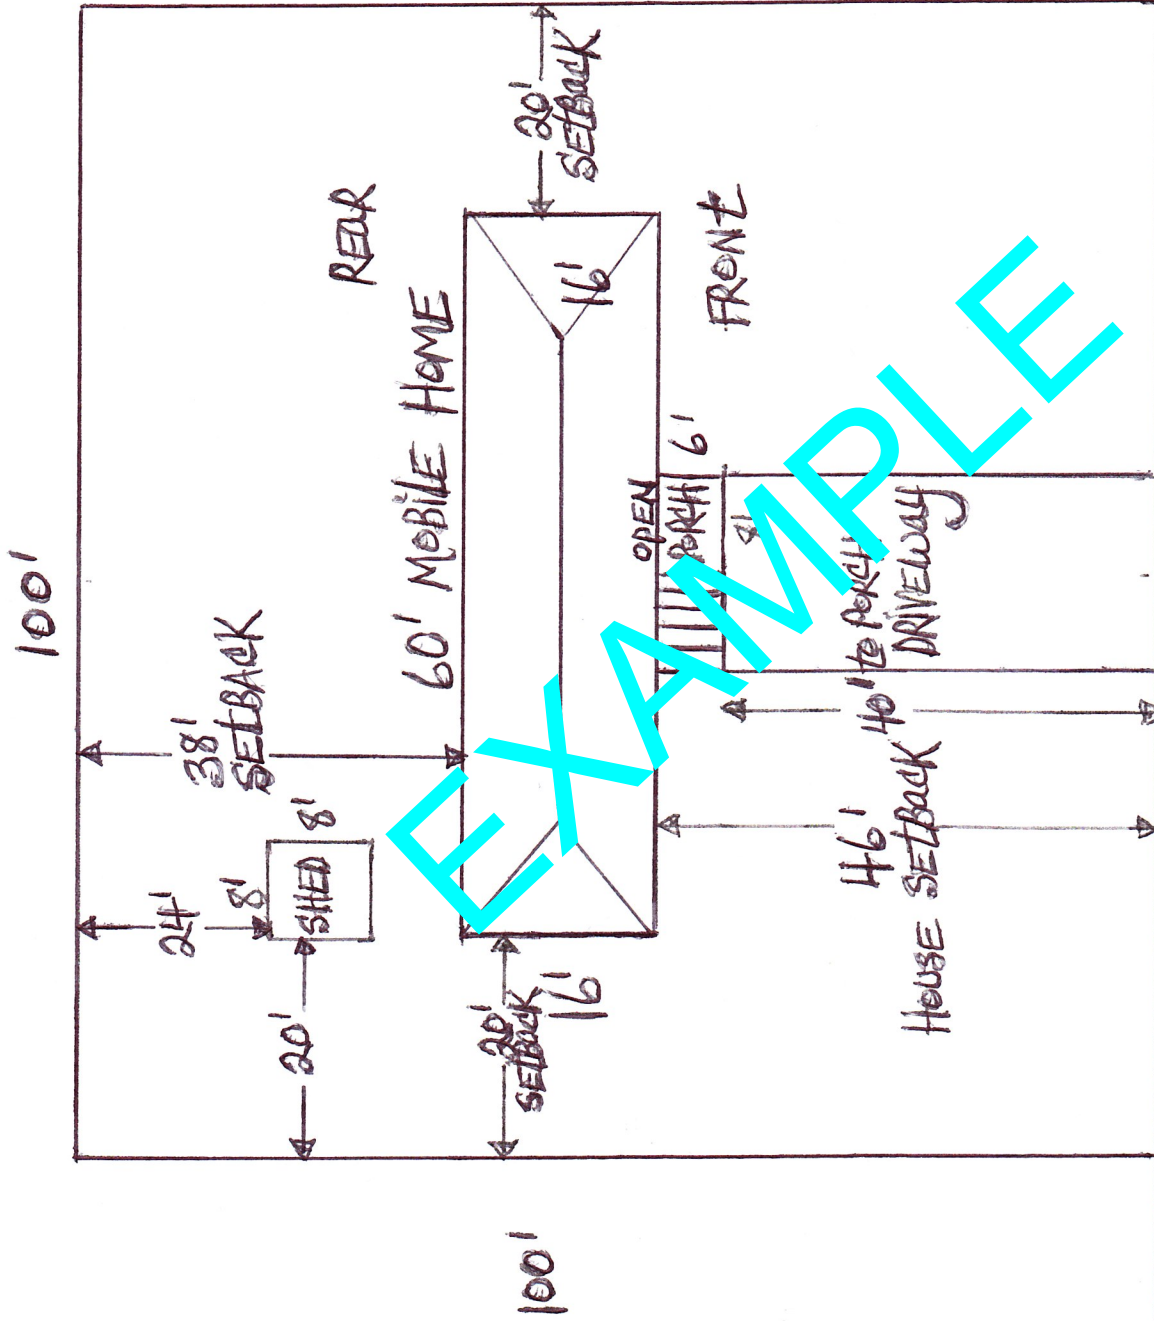 100'
20'
SEtBack
REAR
38'
SEtBACK
60' MOBILE HOME
24'
8'
8'
SHED
20'
16'
FRONt
OPEN
PORCH
6'
8'
20'
SEtBack
16'
40' to PORCH
DRIVEWAY
46'
HOUSE SEtBACK
100'
EXAMPLE